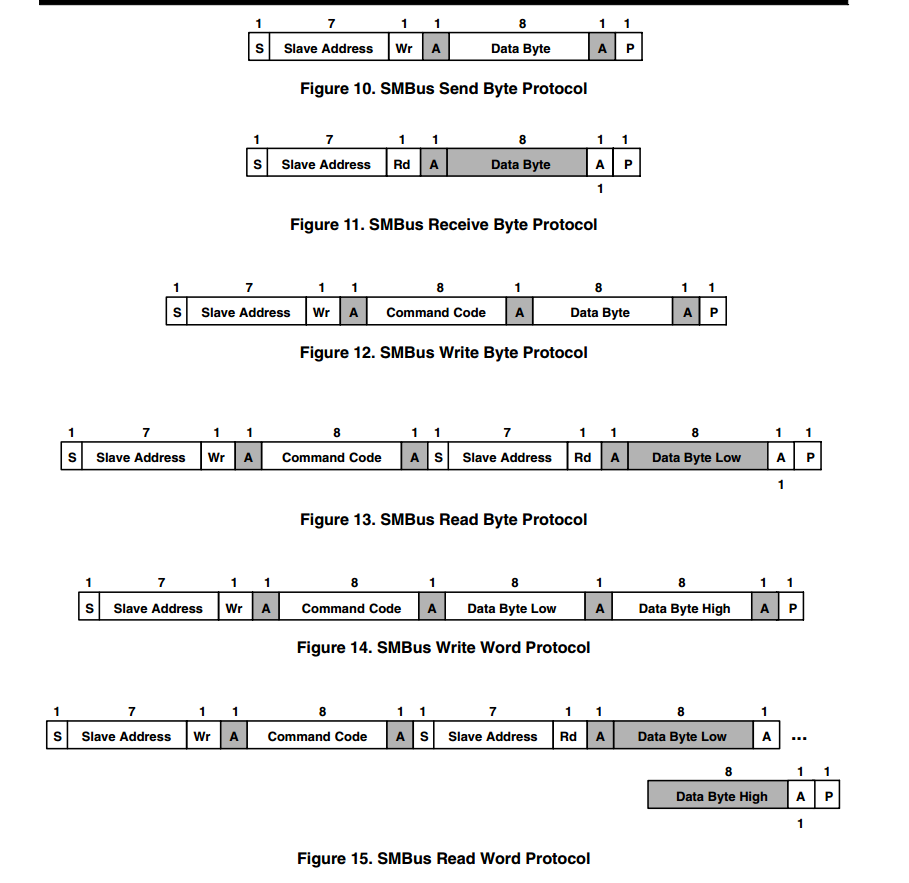 1 7 1 1 8 1 1
S Slave Address Wr A Data Byte A P
Figure 10. SMBus Send Byte Protocol
1 7 1 1 8 1 1
S Slave Address Rd A Data Byte A P
1
Figure 11. SMBus Receive Byte Protocol
1 7 1 1 8 1 8 1 1
S Slave Address Wr A Command Code A Data Byte A P
Figure 12. SMBus Write Byte Protocol
1 7 1 1 8 1 1 7 1 1 8 1 1
S Slave Address Wr A Command Code A S Slave Address Rd A Data Byte Low A P
1
Figure 13. SMBus Read Byte Protocol
1 7 1 1 8 1 8 1 8 1 1
S Slave Address Wr A Command Code A Data Byte Low A Data Byte High A P
Figure 14. SMBus Write Word Protocol
1 7 1 1 8 1 1 7 1 1 8 1
S Slave Address Wr A Command Code A S Slave Address Rd A Data Byte Low A ...
8 1 1
Data Byte High A P
1
Figure 15. SMBus Read Word Protocol